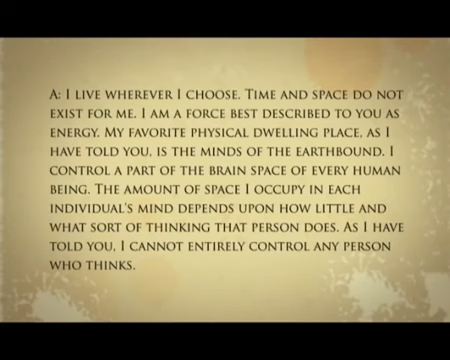 A: I LIVE WHEREVER I CHOOSE. TIME AND SPACE DO NOT
EXIST FOR ME. I AM A FORCE BEST DESCRIBED TO YOU AS
ENERGY. MY FAVORITE PHYSICAL DWELLING PLACE, AS I
HAVE TOLD YOU, IS THE MINDS OF THE EARTHBOUND. I
CONTROL A PART OF THE BRAIN SPACE OF EVERY HUMAN
BEING. THE AMOUNT OF SPACE I OCCUPY IN EACH
INDIVIDUAL'S MIND DEPENDS UPON HOW LITTLE AND
WHAT SORT OF THINKING THAT PERSON DOES. AS I HAVE
TOLD YOU, I CANNOT ENTIRELY CONTROL ANY PERSON
WHO THINKS.